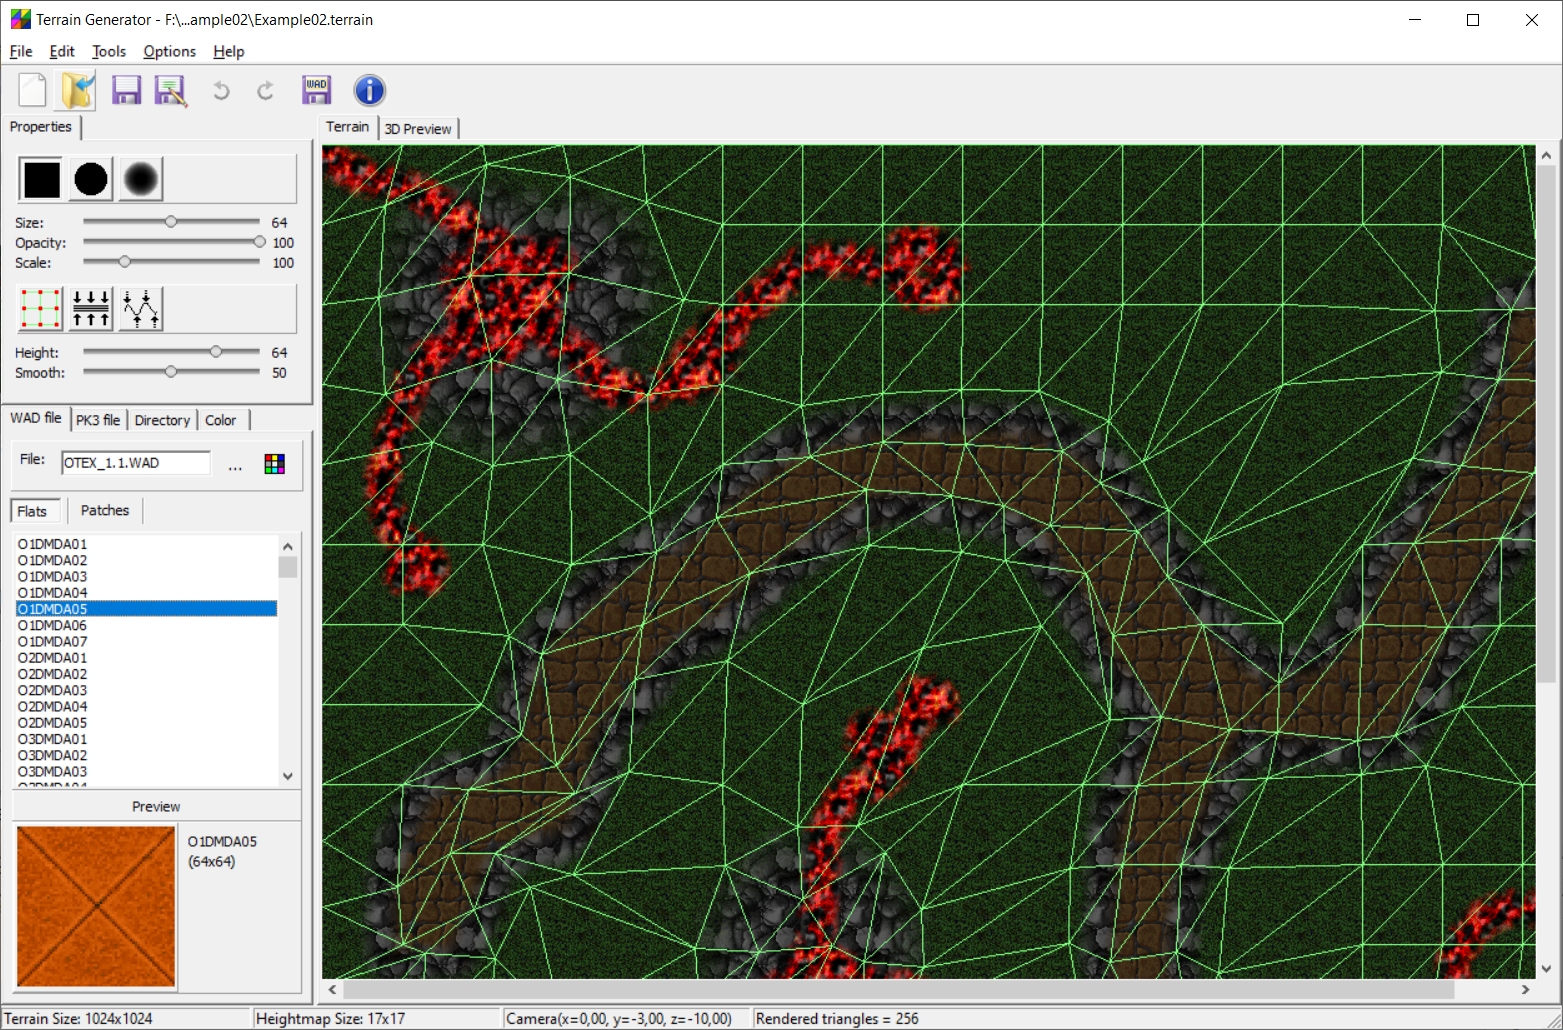 Terrain Generator - F:\...ample02\Example02.terrain
File Edit Tools Options Help
WAD
Properties
Terrain 3D Preview
Size: 64
Opacity: 100
Scale: 100
Height: 64
Smooth: 50
WAD file PK3 file Directory Color
File: OTEX_1.1.WAD ...
Flats Patches
O1DMDA01
O1DMDA02
O1DMDA03
O1DMDA04
O1DMDA05
O1DMDA06
O1DMDA07
O2DMDA01
O2DMDA02
O2DMDA03
O2DMDA04
O2DMDA05
O3DMDA01
O3DMDA02
O3DMDA03
Preview
O1DMDA05
(64x64)
Terrain Size: 1024x1024 Heightmap Size: 17x17 Camera(x=0,00, y=-3,00, z=-10,00) Rendered triangles = 256